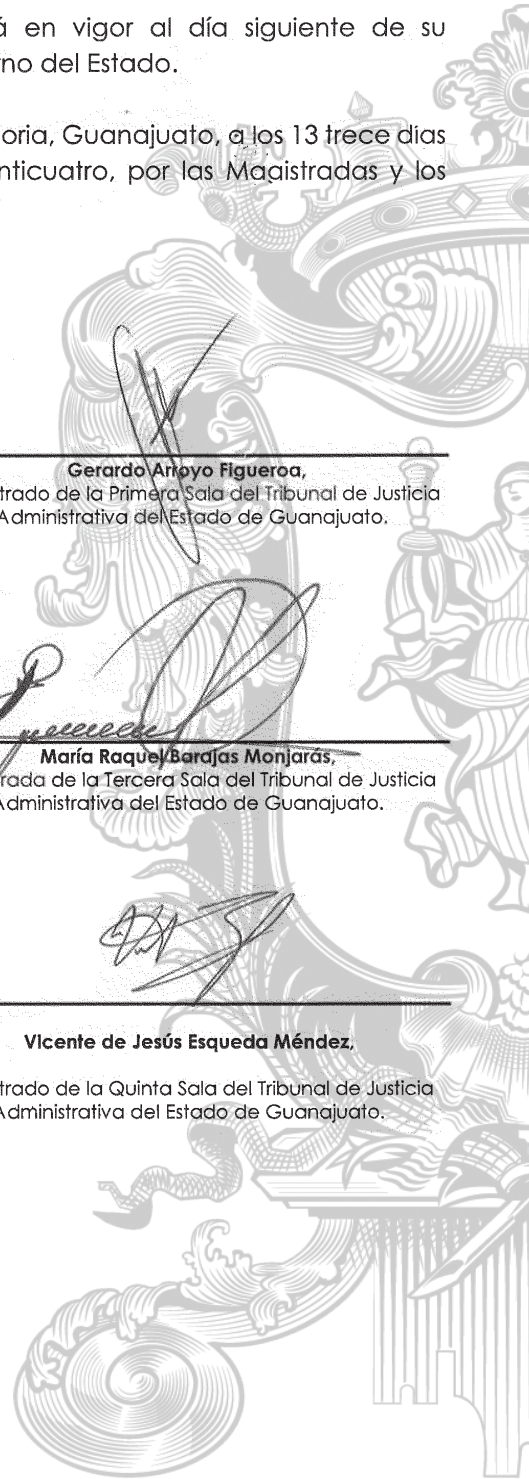 á en vigor al día siguiente de su
rno del Estado.
oria, Guanajuato, a los 13 trece días
nticuatro, por las Magistradas y los
Gerardo Arroyo Figueroa,
trado de la Primera Sala del Tribunal de Justicia
Administrativa del Estado de Guanajuato.
María Raquel Barajas Monjarás,
rada de la Tercera Sala del Tribunal de Justicia
Administrativa del Estado de Guanajuato.
Vicente de Jesús Esqueda Méndez,
trado de la Quinta Sala del Tribunal de Justicia
Administrativa del Estado de Guanajuato.